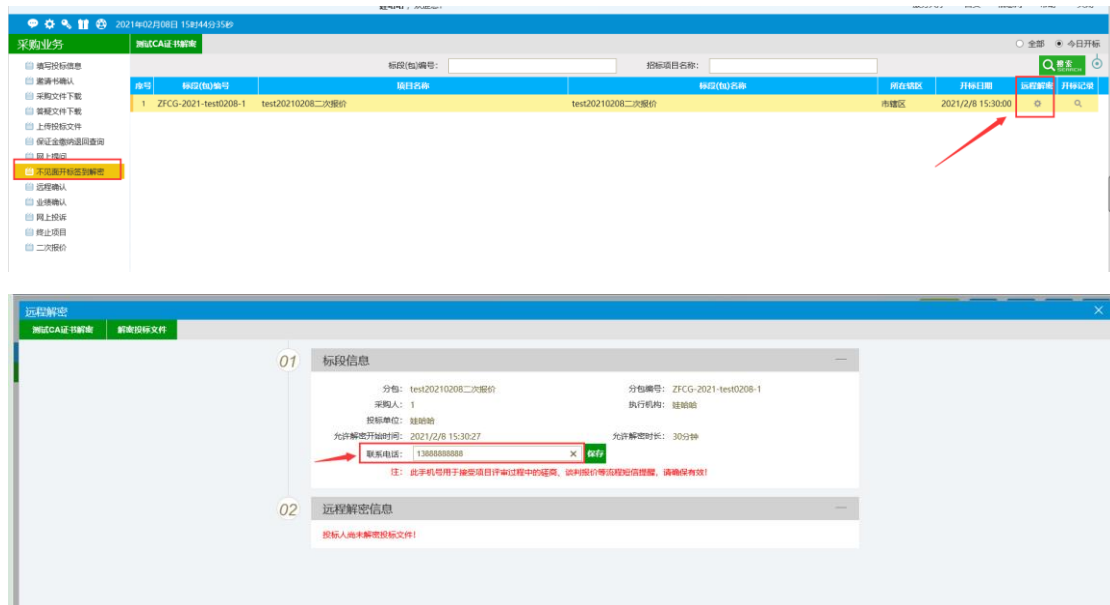 2021年02月08日 15时44分35秒
采购业务
测试CA证书解密
全部 今日开标
填写投标信息
标段(包)编号: 招标项目名称: 搜索 SEARCH
邀请书确认
序号 标段(包)编号 项目名称 标段(包)名称 所在辖区 开标日期 远程解密 开标记录
采购文件下载
1 ZFCG-2021-test0208-1 test20210208二次报价 test20210208二次报价 市辖区 2021/2/8 15:30:00
答疑文件下载
上传投标文件
保证金缴纳退回查询
网上提问
不见面开标签到解密
远程确认
业绩确认
网上投诉
终止项目
二次报价
远程解密
测试CA证书解密 解密投标文件
01 标段信息
分包: test20210208二次报价 分包编号: ZFCG-2021-test0208-1
采购人: 1 执行机构: 娃哈哈
投标单位: 娃哈哈
允许解密开始时间: 2021/2/8 15:30:27 允许解密时长: 30分钟
联系电话: 13888888888 保存
注: 此手机号用于接受项目评审过程中的磋商、谈判报价等流程短信提醒，请确保有效!
02 远程解密信息
投标人尚未解密投标文件!